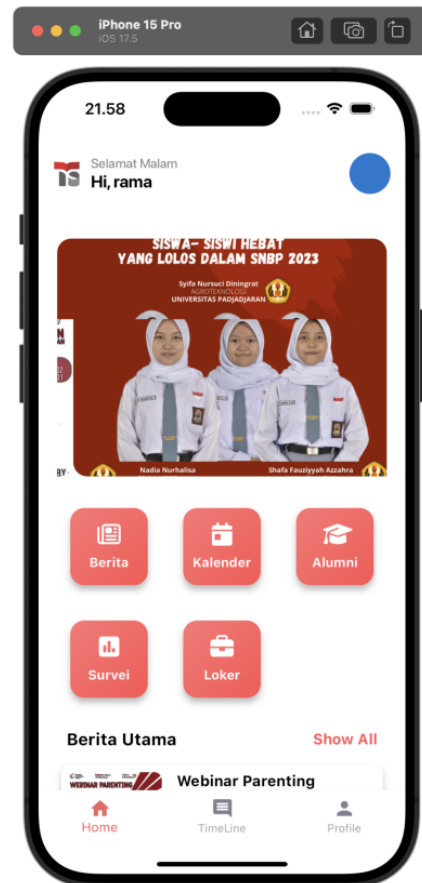 iPhone 15 Pro
iOS 17.5
21.58
Selamat Malam
Hi, rama
SISWA- SISWI HEBAT
YANG LOLOS DALAM SNBP 2023
Syifa Nursuci Diningrat
AGROTEKNOLOGI
UNIVERSITAS PADJADJARAN
Nadia Nurhalisa
Shafa Fauziyyah Azzahra
Berita
Kalender
Alumni
Survei
Loker
Berita Utama
Show All
WEBINAR PARENTING
Webinar Parenting
Home
TimeLine
Profile